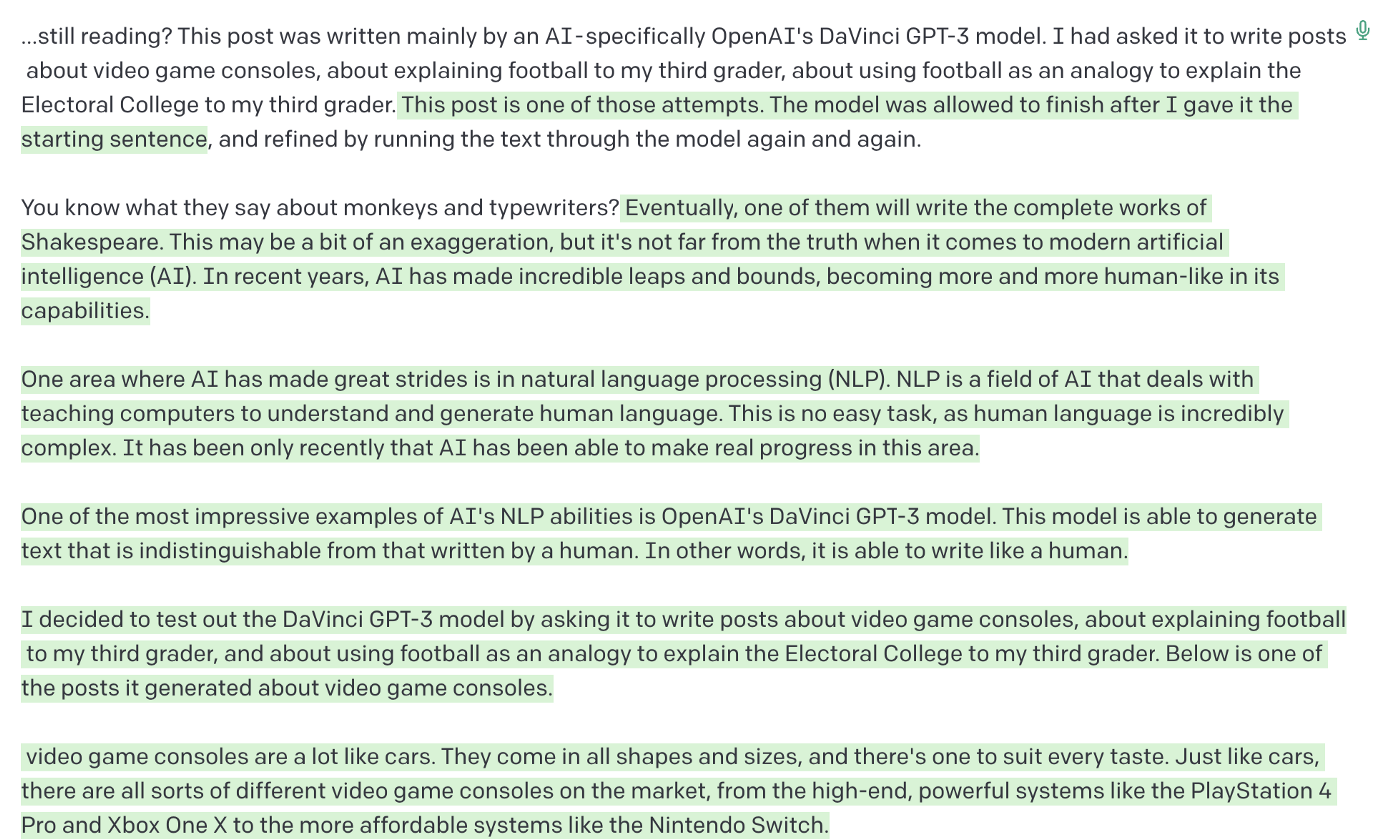 ...still reading? This post was written mainly by an AI-specifically OpenAI's DaVinci GPT-3 model. I had asked it to write posts
about video game consoles, about explaining football to my third grader, about using football as an analogy to explain the
Electoral College to my third grader. This post is one of those attempts. The model was allowed to finish after I gave it the
starting sentence, and refined by running the text through the model again and again.
You know what they say about monkeys and typewriters? Eventually, one of them will write the complete works of
Shakespeare. This may be a bit of an exaggeration, but it's not far from the truth when it comes to modern artificial
intelligence (AI). In recent years, AI has made incredible leaps and bounds, becoming more and more human-like in its
capabilities.
One area where AI has made great strides is in natural language processing (NLP). NLP is a field of AI that deals with
teaching computers to understand and generate human language. This is no easy task, as human language is incredibly
complex. It has been only recently that AI has been able to make real progress in this area.
One of the most impressive examples of AI's NLP abilities is OpenAI's DaVinci GPT-3 model. This model is able to generate
text that is indistinguishable from that written by a human. In other words, it is able to write like a human.
I decided to test out the DaVinci GPT-3 model by asking it to write posts about video game consoles, about explaining football
to my third grader, and about using football as an analogy to explain the Electoral College to my third grader. Below is one of
the posts it generated about video game consoles.
video game consoles are a lot like cars. They come in all shapes and sizes, and there's one to suit every taste. Just like cars,
there are all sorts of different video game consoles on the market, from the high-end, powerful systems like the PlayStation 4
Pro and Xbox One X to the more affordable systems like the Nintendo Switch.